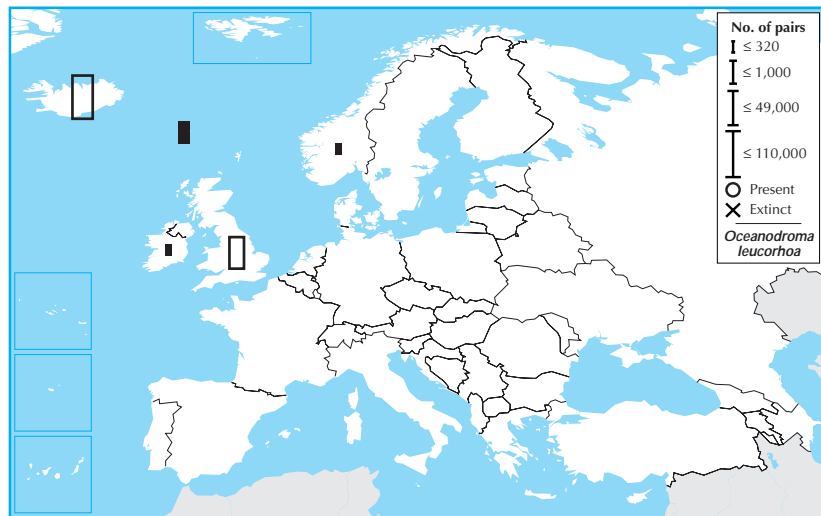 No. of pairs
≤ 320
≤ 1,000
≤ 49,000
≤ 110,000
Present
Extinct
Oceanodroma
leucorhoa